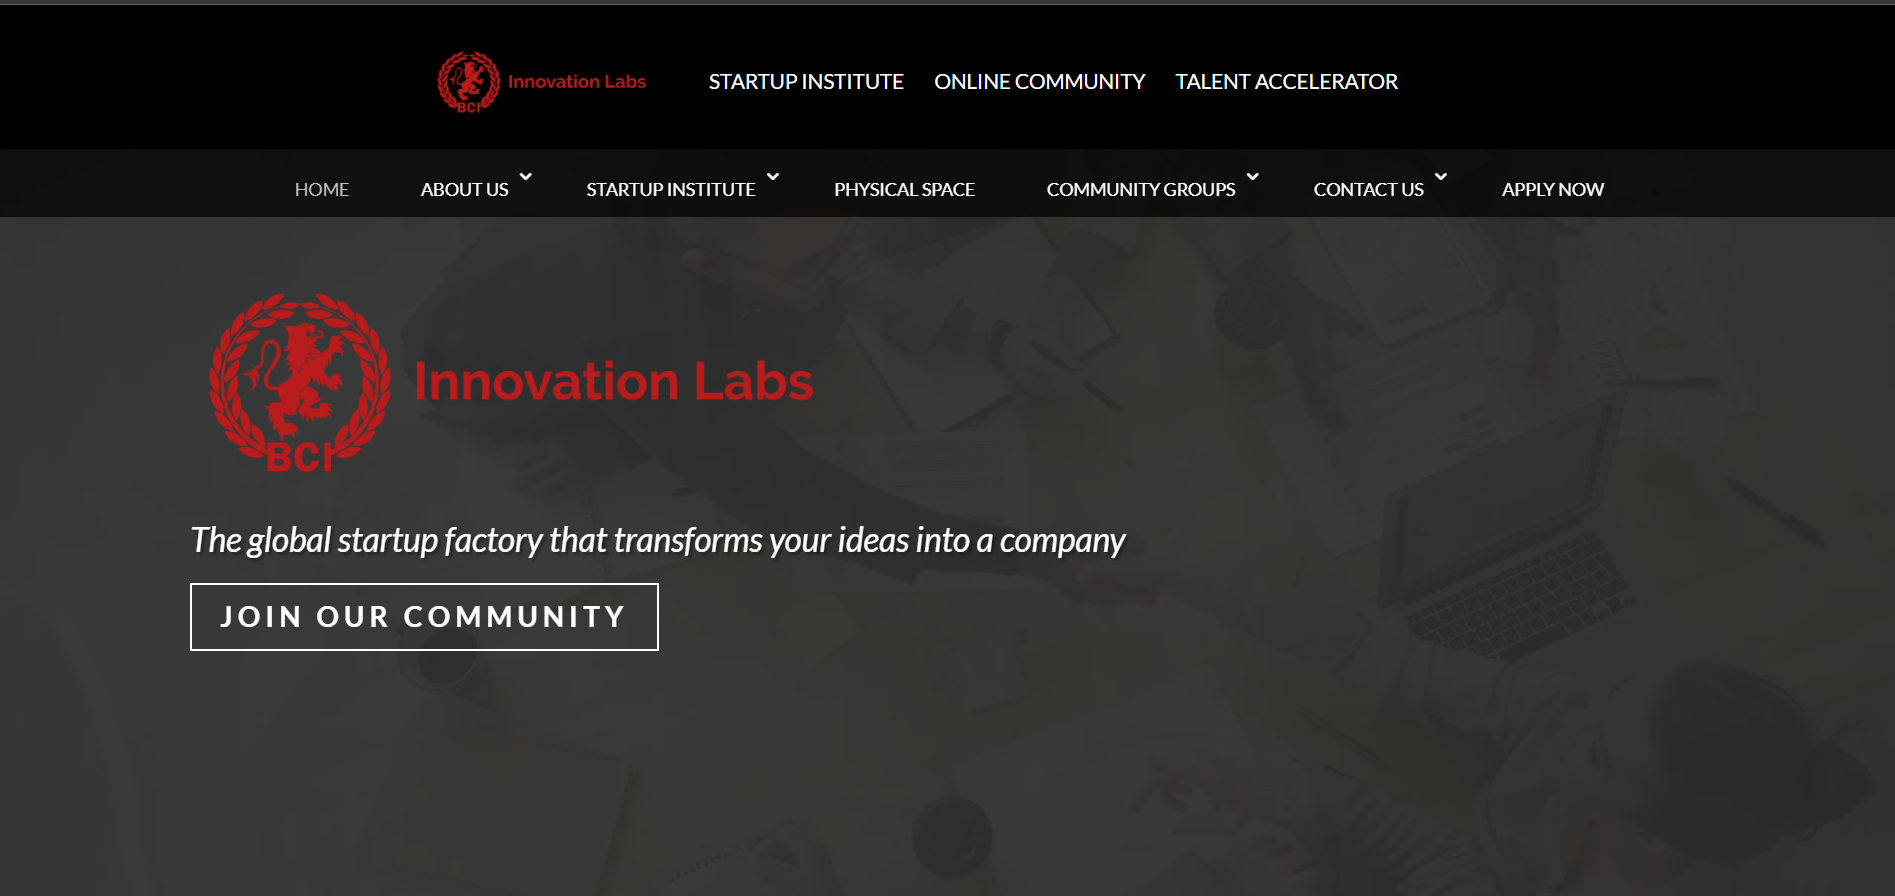 BCI Innovation Labs STARTUP INSTITUTE ONLINE COMMUNITY TALENT ACCELERATOR
HOME ABOUT US STARTUP INSTITUTE PHYSICAL SPACE COMMUNITY GROUPS CONTACT US APPLY NOW
Innovation Labs
BCI
The global startup factory that transforms your ideas into a company
JOIN OUR COMMUNITY